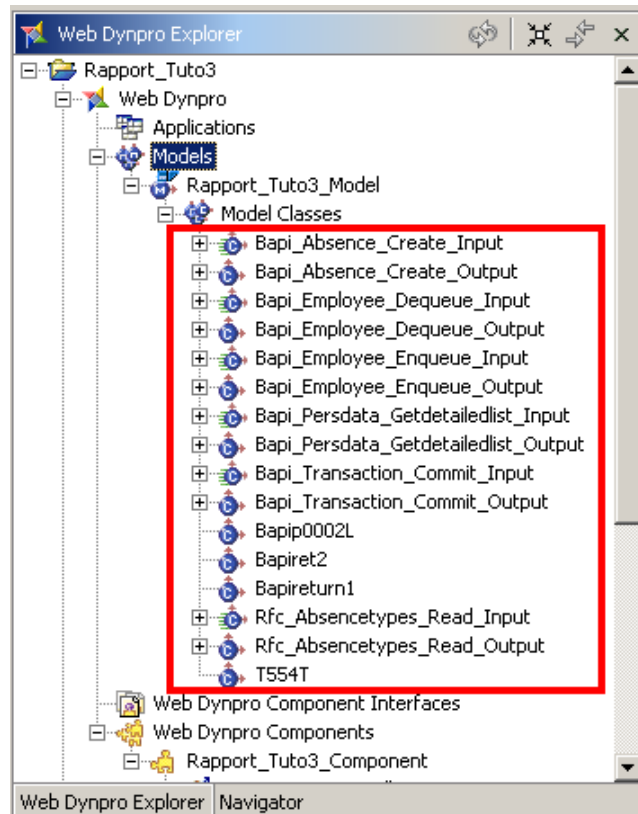 Web Dynpro Explorer
Rapport_Tuto3
Web Dynpro
Applications
Models
Rapport_Tuto3_Model
Model Classes
Bapi_Absence_Create_Input
Bapi_Absence_Create_Output
Bapi_Employee_Dequeue_Input
Bapi_Employee_Dequeue_Output
Bapi_Employee_Enqueue_Input
Bapi_Employee_Enqueue_Output
Bapi_Persdata_Getdetailedlist_Input
Bapi_Persdata_Getdetailedlist_Output
Bapi_Transaction_Commit_Input
Bapi_Transaction_Commit_Output
Bapip0002L
Bapiret2
Bapireturn1
Rfc_Absencetypes_Read_Input
Rfc_Absencetypes_Read_Output
T554T
Web Dynpro Component Interfaces
Web Dynpro Components
Rapport_Tuto3_Component
Web Dynpro Explorer Navigator